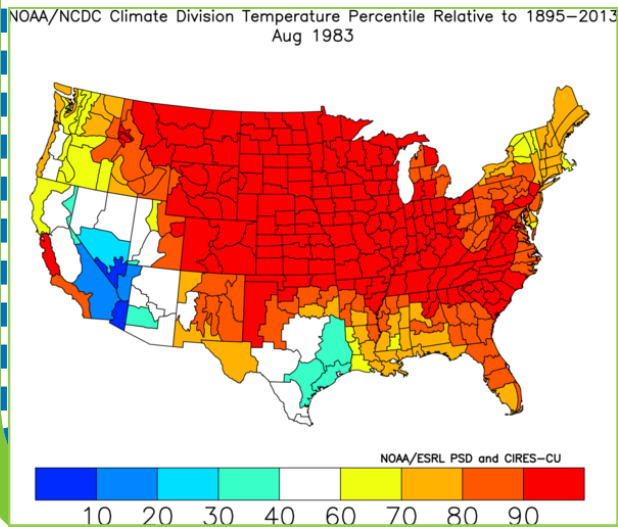 NOAA/NCDC Climate Division Temperature Percentile Relative to 1895–2013
Aug 1983
NOAA/ESRL PSD and CIRES–CU
10 20 30 40 60 70 80 90